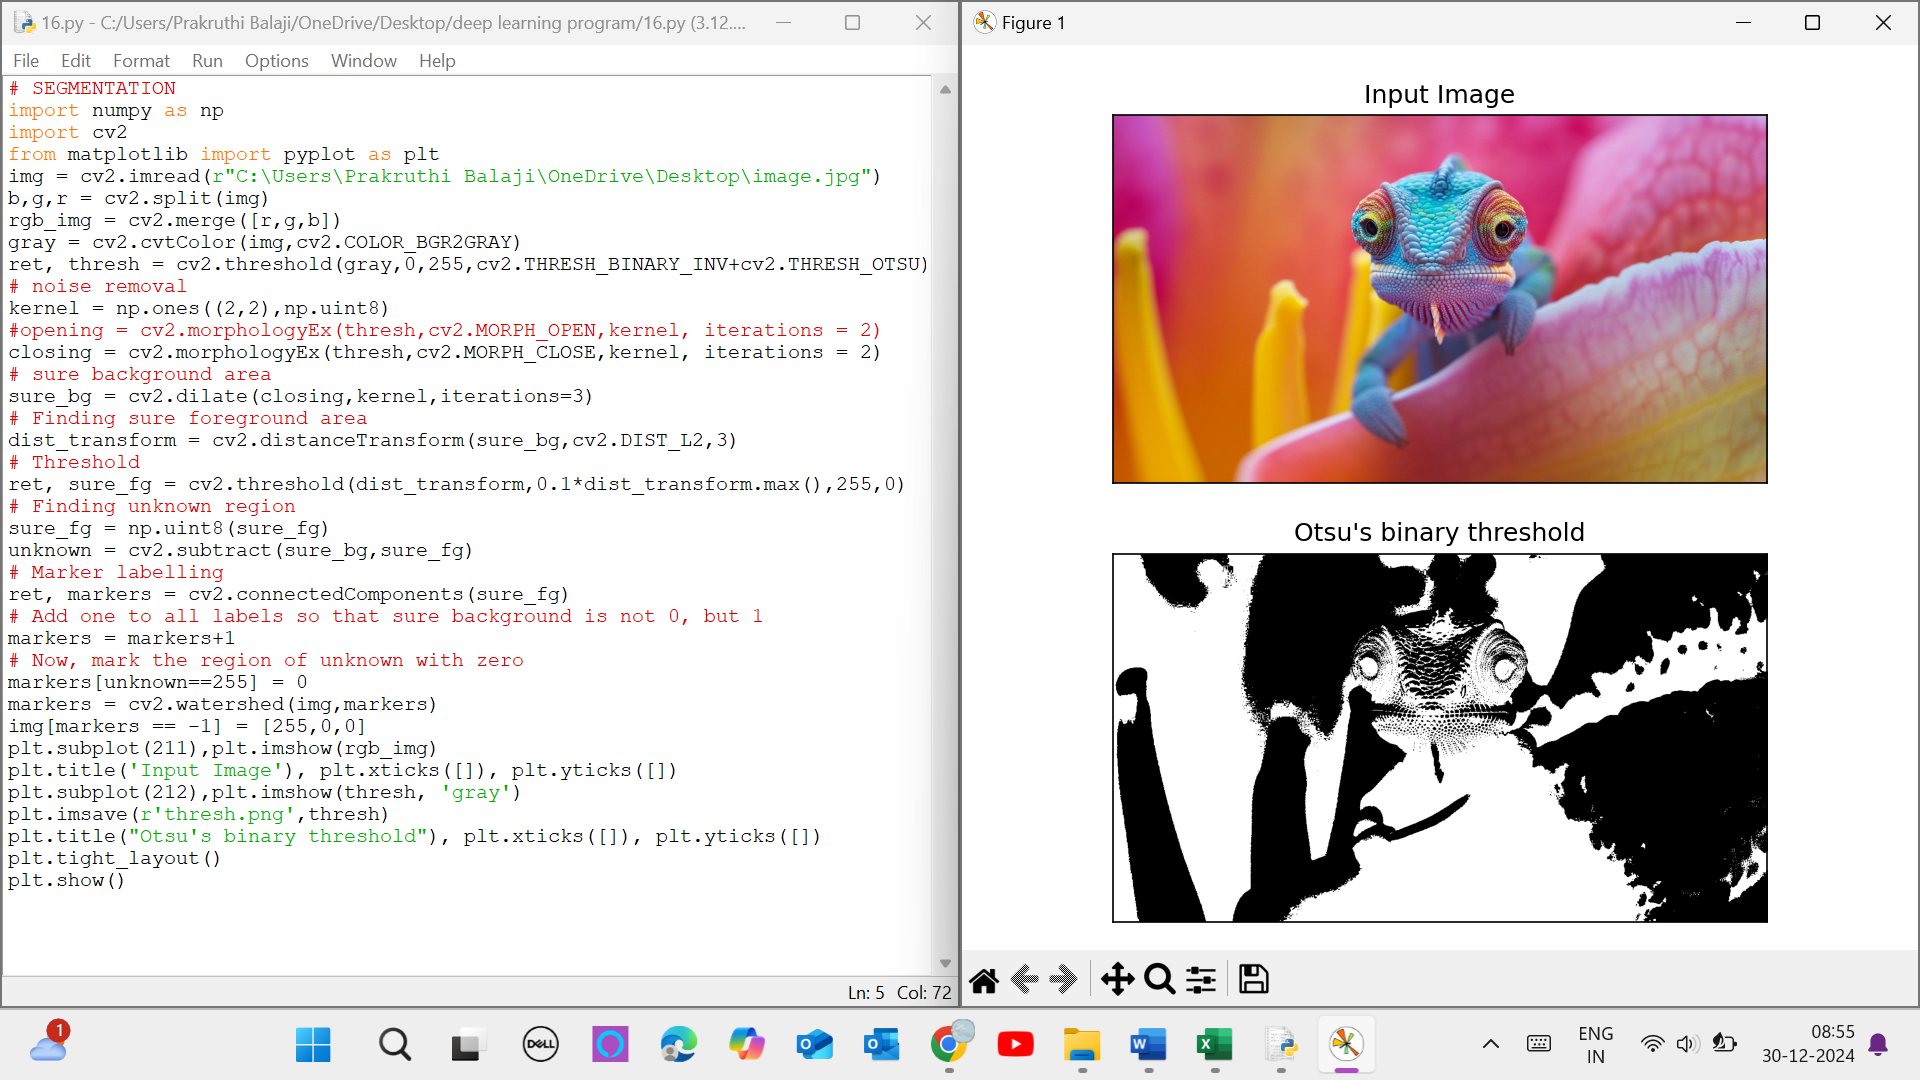 16.py - C:/Users/Prakruthi Balaji/OneDrive/Desktop/deep learning program/16.py (3.12....
File Edit Format Run Options Window Help
# SEGMENTATION
import numpy as np
import cv2
from matplotlib import pyplot as plt
img = cv2.imread(r"C:\Users\Prakruthi Balaji\OneDrive\Desktop\image.jpg")
b,g,r = cv2.split(img)
rgb_img = cv2.merge([r,g,b])
gray = cv2.cvtColor(img,cv2.COLOR_BGR2GRAY)
ret, thresh = cv2.threshold(gray,0,255,cv2.THRESH_BINARY_INV+cv2.THRESH_OTSU)
# noise removal
kernel = np.ones((2,2),np.uint8)
#opening = cv2.morphologyEx(thresh,cv2.MORPH_OPEN,kernel, iterations = 2)
closing = cv2.morphologyEx(thresh,cv2.MORPH_CLOSE,kernel, iterations = 2)
# sure background area
sure_bg = cv2.dilate(closing,kernel,iterations=3)
# Finding sure foreground area
dist_transform = cv2.distanceTransform(sure_bg,cv2.DIST_L2,3)
# Threshold
ret, sure_fg = cv2.threshold(dist_transform,0.1*dist_transform.max(),255,0)
# Finding unknown region
sure_fg = np.uint8(sure_fg)
unknown = cv2.subtract(sure_bg,sure_fg)
# Marker labelling
ret, markers = cv2.connectedComponents(sure_fg)
# Add one to all labels so that sure background is not 0, but 1
markers = markers+1
# Now, mark the region of unknown with zero
markers[unknown==255] = 0
markers = cv2.watershed(img,markers)
img[markers == -1] = [255,0,0]
plt.subplot(211),plt.imshow(rgb_img)
plt.title('Input Image'), plt.xticks([]), plt.yticks([])
plt.subplot(212),plt.imshow(thresh, 'gray')
plt.imsave(r'thresh.png',thresh)
plt.title("Otsu's binary threshold"), plt.xticks([]), plt.yticks([])
plt.tight_layout()
plt.show()
Ln: 5 Col: 72
Figure 1
Input Image
Otsu's binary threshold
1
DELL
O
O
W
X
ENG
IN
08:55
30-12-2024